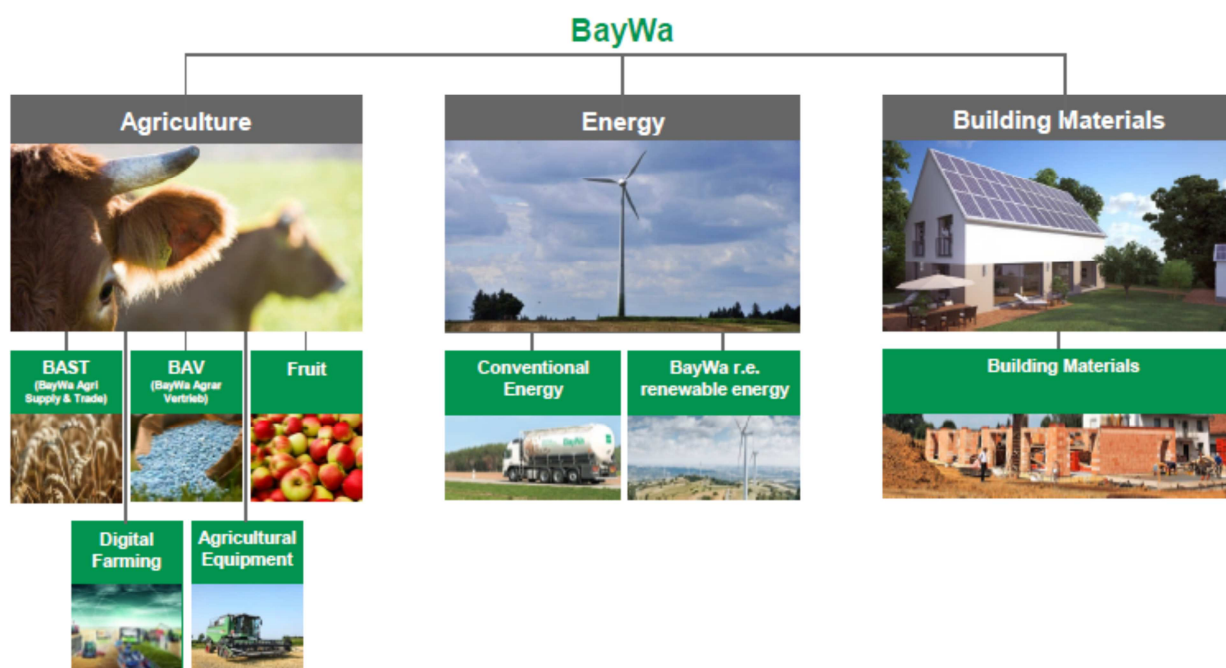 BayWa
Agriculture
Energy
Building Materials
BAST
(BayWa Agri
Supply & Trade)
BAV
(BayWa Agrar
Vertrieb)
Fruit
Conventional
Energy
BayWa r.e.
renewable energy
Building Materials
BayWa
Digital
Farming
Agricultural
Equipment